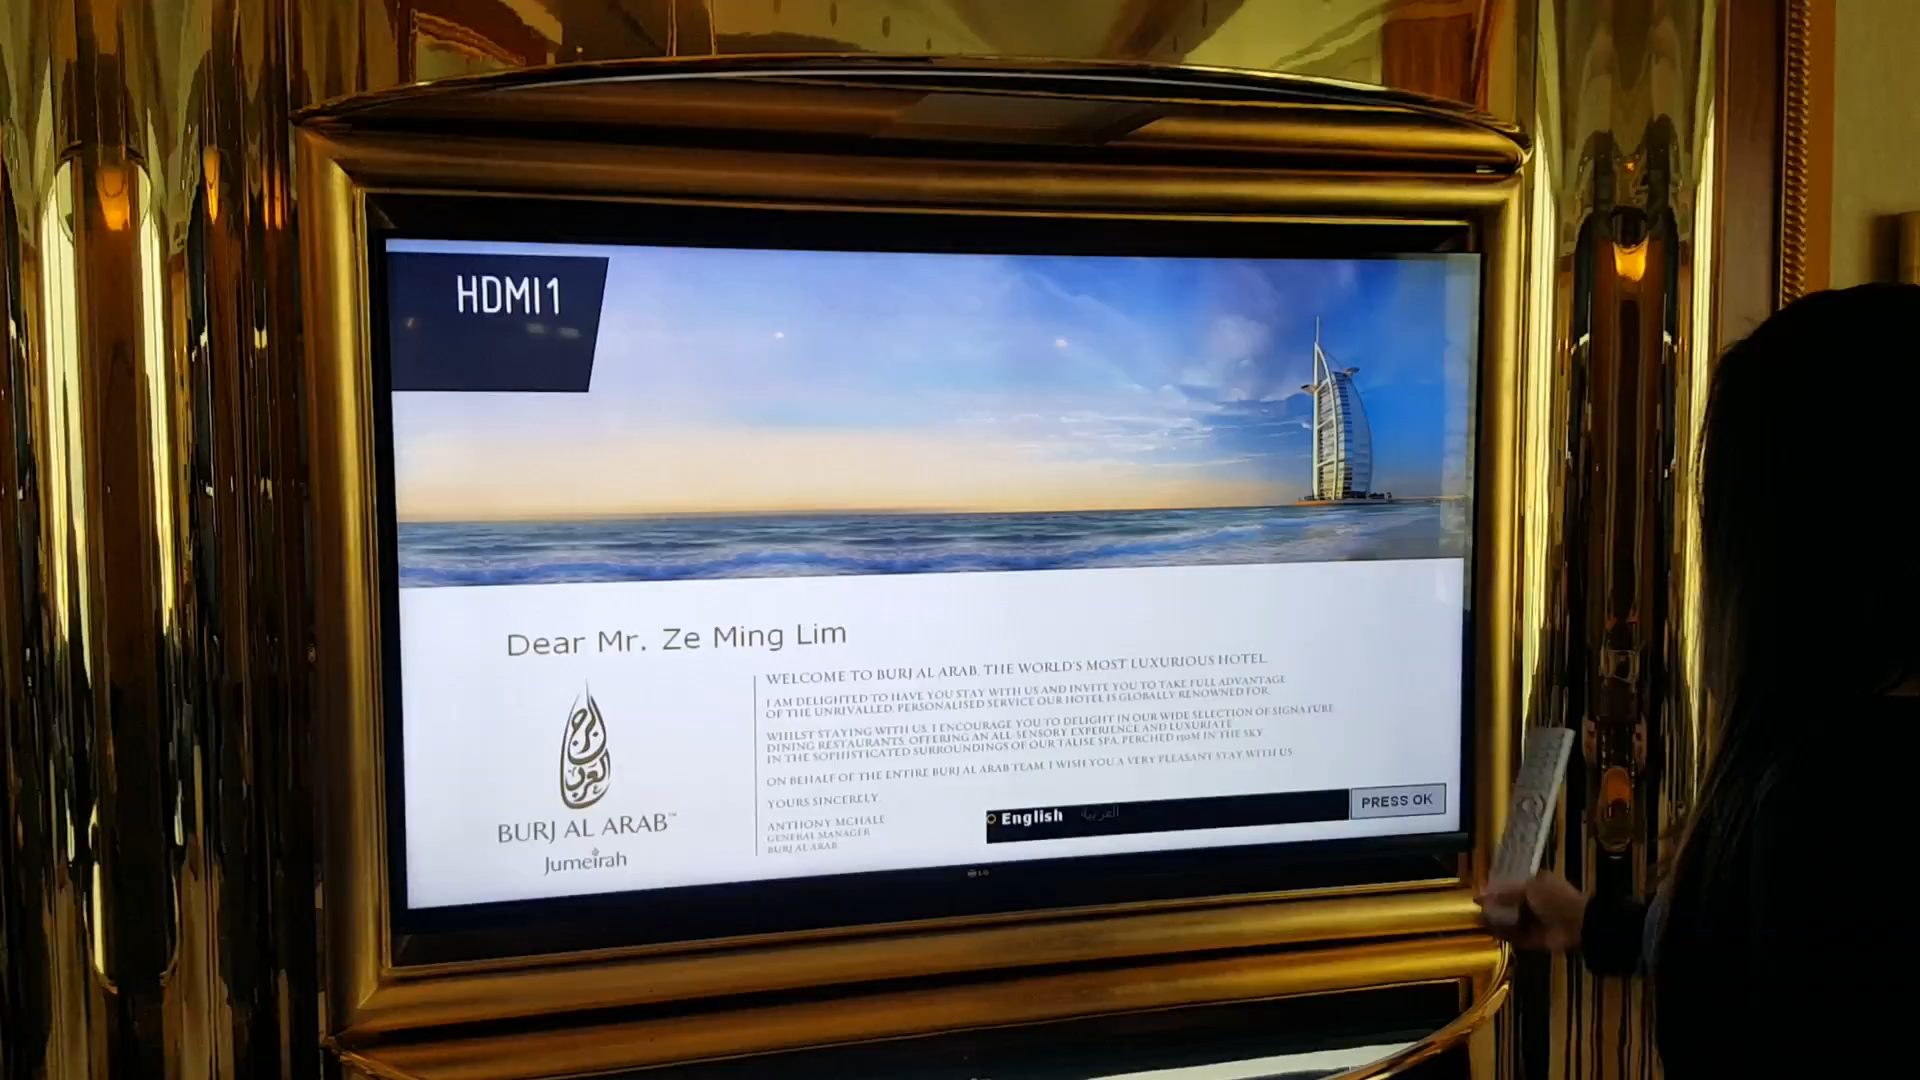 HDMI1
Dear Mr. Ze Ming Lim
WELCOME TO BURJ AL ARAB, THE WORLD'S MOST LUXURIOUS HOTEL.
I AM DELIGHTED TO HAVE YOU STAY WITH US AND INVITE YOU TO TAKE FULL ADVANTAGE
OF THE UNRIVALLED, PERSONALISED SERVICE OUR HOTEL IS GLOBALLY RENOWNED FOR.
WHILST STAYING WITH US, I ENCOURAGE YOU TO DELIGHT IN OUR WIDE SELECTION OF SIGNATURE
DINING RESTAURANTS, OFFERING AN ALL-SENSORY EXPERIENCE AND LUXURIATE
IN THE SOPHISTICATED SURROUNDINGS OF OUR TALISE SPA, PERCHED 150M IN THE SKY
ON BEHALF OF THE ENTIRE BURJ AL ARAB TEAM, I WISH YOU A VERY PLEASANT STAY WITH US
YOURS SINCERELY
ANTHONY MCHALE
GENERAL MANAGER
BURJ AL ARAB
English العربية
PRESS OK
برج العرب
BURJ AL ARAB™
Jumeirah
LG